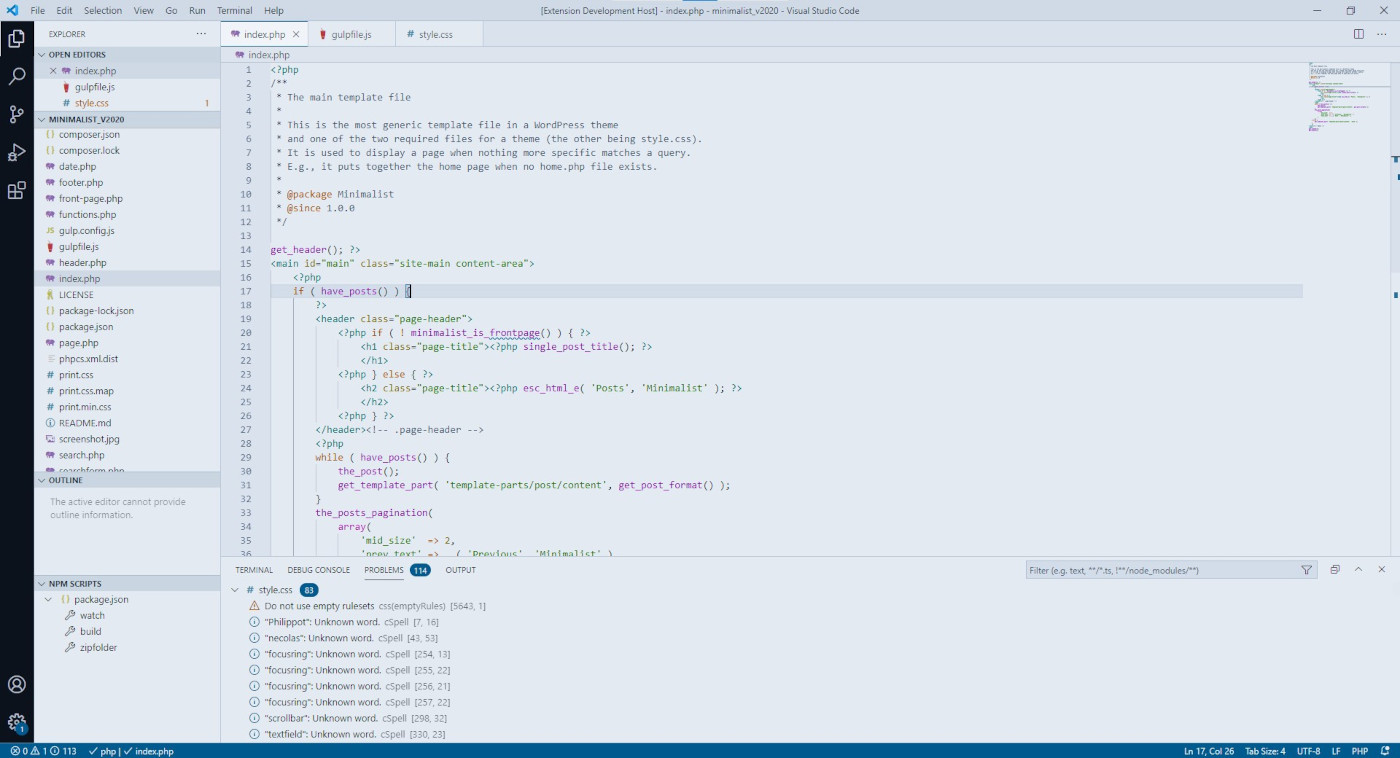 File Edit Selection View Go Run Terminal Help
[Extension Development Host] - index.php - minimalist_v2020 - Visual Studio Code
EXPLORER
OPEN EDITORS
index.php
gulpfile.js
style.css 1
MINIMALIST_V2020
composer.json
composer.lock
date.php
footer.php
front-page.php
functions.php
JS gulp.config.js
gulpfile.js
header.php
index.php
LICENSE
package-lock.json
package.json
page.php
phpcs.xml.dist
# print.css
# print.css.map
# print.min.css
README.md
screenshot.jpg
search.php
searchform.php
OUTLINE
The active editor cannot provide
outline information.
NPM SCRIPTS
package.json
watch
build
zipfolder
1
index.php gulpfile.js # style.css
index.php
1 <?php
2 /**
3 * The main template file
4 *
5 * This is the most generic template file in a WordPress theme
6 * and one of the two required files for a theme (the other being style.css).
7 * It is used to display a page when nothing more specific matches a query.
8 * E.g., it puts together the home page when no home.php file exists.
9 *
10 * @package Minimalist
11 * @since 1.0.0
12 */
13
14 get_header(); ?>
15 <main id="main" class="site-main content-area">
16 <?php
17 if ( have_posts() ) {
18 ?>
19 <header class="page-header">
20 <?php if ( ! minimalist_is_frontpage() ) { ?>
21 <h1 class="page-title"><?php single_post_title(); ?>
22 </h1>
23 <?php } else { ?>
24 <h2 class="page-title"><?php esc_html_e( 'Posts', 'Minimalist' ); ?>
25 </h2>
26 <?php } ?>
27 </header><!-- .page-header -->
28 <?php
29 while ( have_posts() ) {
30 the_post();
31 get_template_part( 'template-parts/post/content', get_post_format() );
32 }
33 the_posts_pagination(
34 array(
35 'mid_size' => 2,
36 'prev_text' => __( 'Previous', 'Minimalist' )
TERMINAL DEBUG CONSOLE PROBLEMS 114 OUTPUT
Filter (e.g. text, **/*.ts, !**/node_modules/**)
# style.css 83
Do not use empty rulesets css(emptyRules) [5643, 1]
"Philippot": Unknown word. cSpell [7, 16]
"necolas": Unknown word. cSpell [43, 53]
"focusring": Unknown word. cSpell [254, 13]
"focusring": Unknown word. cSpell [255, 22]
"focusring": Unknown word. cSpell [256, 21]
"focusring": Unknown word. cSpell [257, 22]
"scrollbar": Unknown word. cSpell [298, 32]
"textfield": Unknown word. cSpell [330, 23]
0 1 113 php | index.php
Ln 17, Col 26 Tab Size: 4 UTF-8 LF PHP